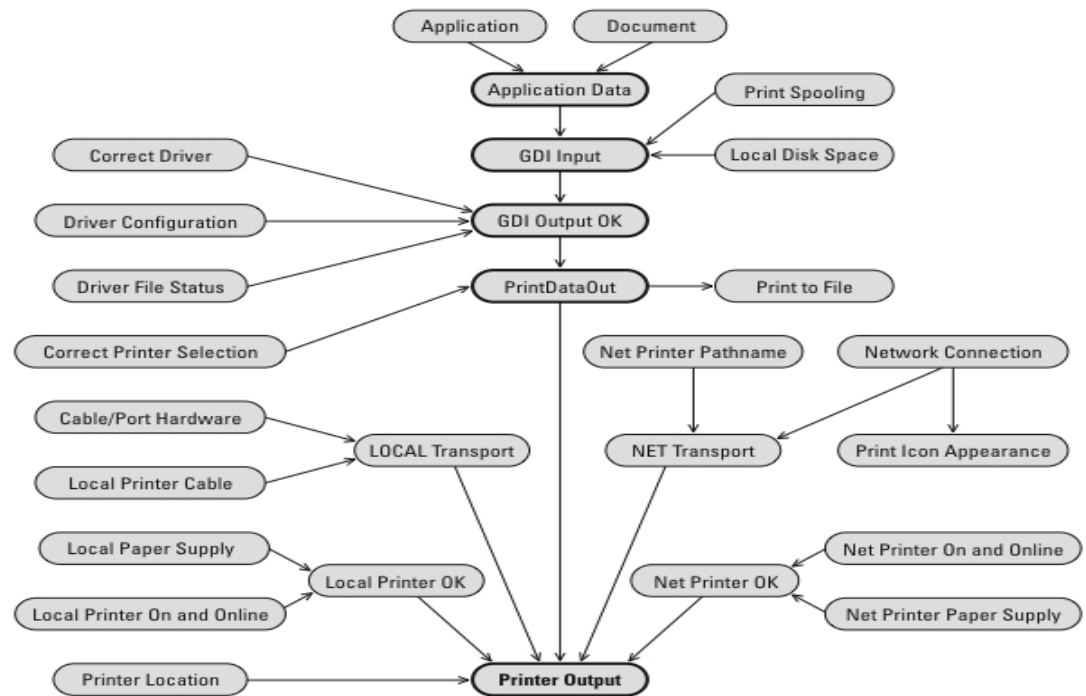 Application
Document
Application Data
Print Spooling
Correct Driver
GDI Input
Local Disk Space
Driver Configuration
GDI Output OK
Driver File Status
PrintDataOut
Print to File
Correct Printer Selection
Net Printer Pathname
Network Connection
Cable/Port Hardware
LOCAL Transport
NET Transport
Print Icon Appearance
Local Printer Cable
Local Paper Supply
Net Printer On and Online
Local Printer OK
Net Printer OK
Local Printer On and Online
Net Printer Paper Supply
Printer Location
Printer Output